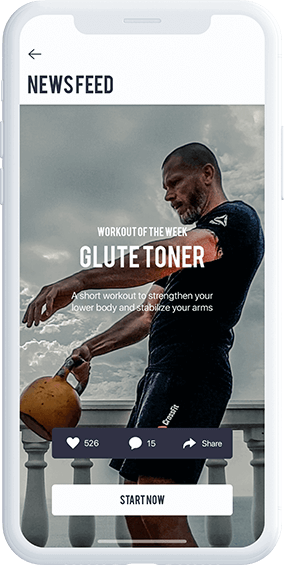 NEWSFEED
WORKOUT OF THE WEEK
GLUTE TONER
A short workout to strengthen your
lower body and stabilize your arms
CrossFit
526
15
Share
START NOW